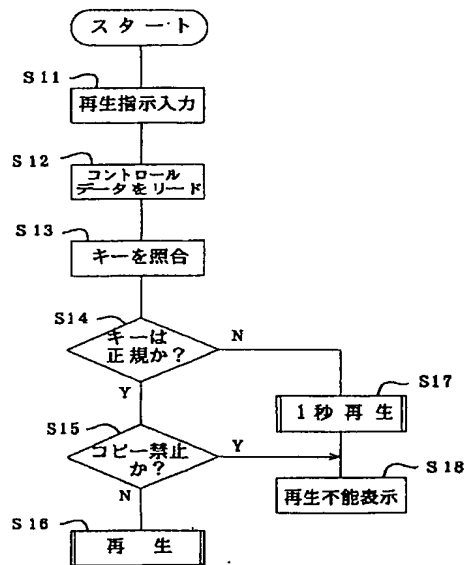 スタート
S11
再生指示入力
S12
コントロール
データをリード
S13
キーを照合
S14
キーは
正規か？
N
Y
S17
1秒再生
S15
コピー禁止
か？
Y
N
S18
再生不能表示
S16
再 生